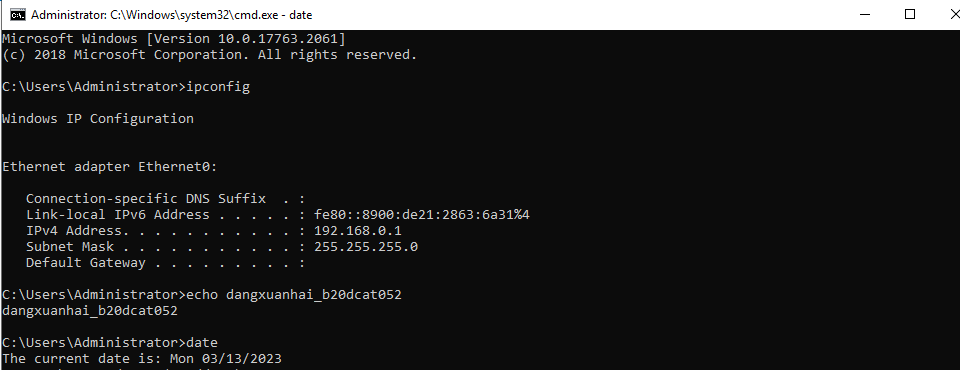 Administrator: C:\Windows\system32\cmd.exe - date
Microsoft Windows [Version 10.0.17763.2061]
(c) 2018 Microsoft Corporation. All rights reserved.
C:\Users\Administrator>ipconfig
Windows IP Configuration
Ethernet adapter Ethernet0:
Connection-specific DNS Suffix  . :
Link-local IPv6 Address . . . . . : fe80::8900:de21:2863:6a31%4
IPv4 Address. . . . . . . . . . . : 192.168.0.1
Subnet Mask . . . . . . . . . . . : 255.255.255.0
Default Gateway . . . . . . . . . :
C:\Users\Administrator>echo dangxuanhai_b20dcat052
dangxuanhai_b20dcat052
C:\Users\Administrator>date
The current date is: Mon 03/13/2023